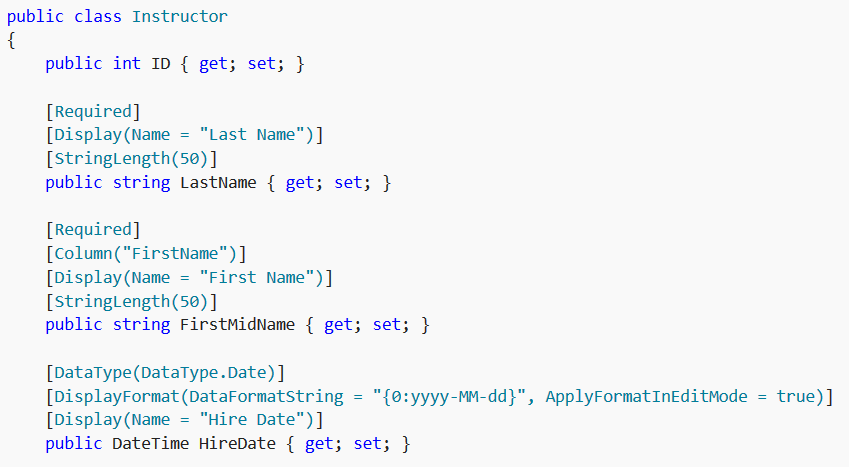 public class Instructor
{
    public int ID { get; set; }

    [Required]
    [Display(Name = "Last Name")]
    [StringLength(50)]
    public string LastName { get; set; }

    [Required]
    [Column("FirstName")]
    [Display(Name = "First Name")]
    [StringLength(50)]
    public string FirstMidName { get; set; }

    [DataType(DataType.Date)]
    [DisplayFormat(DataFormatString = "{0:yyyy-MM-dd}", ApplyFormatInEditMode = true)]
    [Display(Name = "Hire Date")]
    public DateTime HireDate { get; set; }